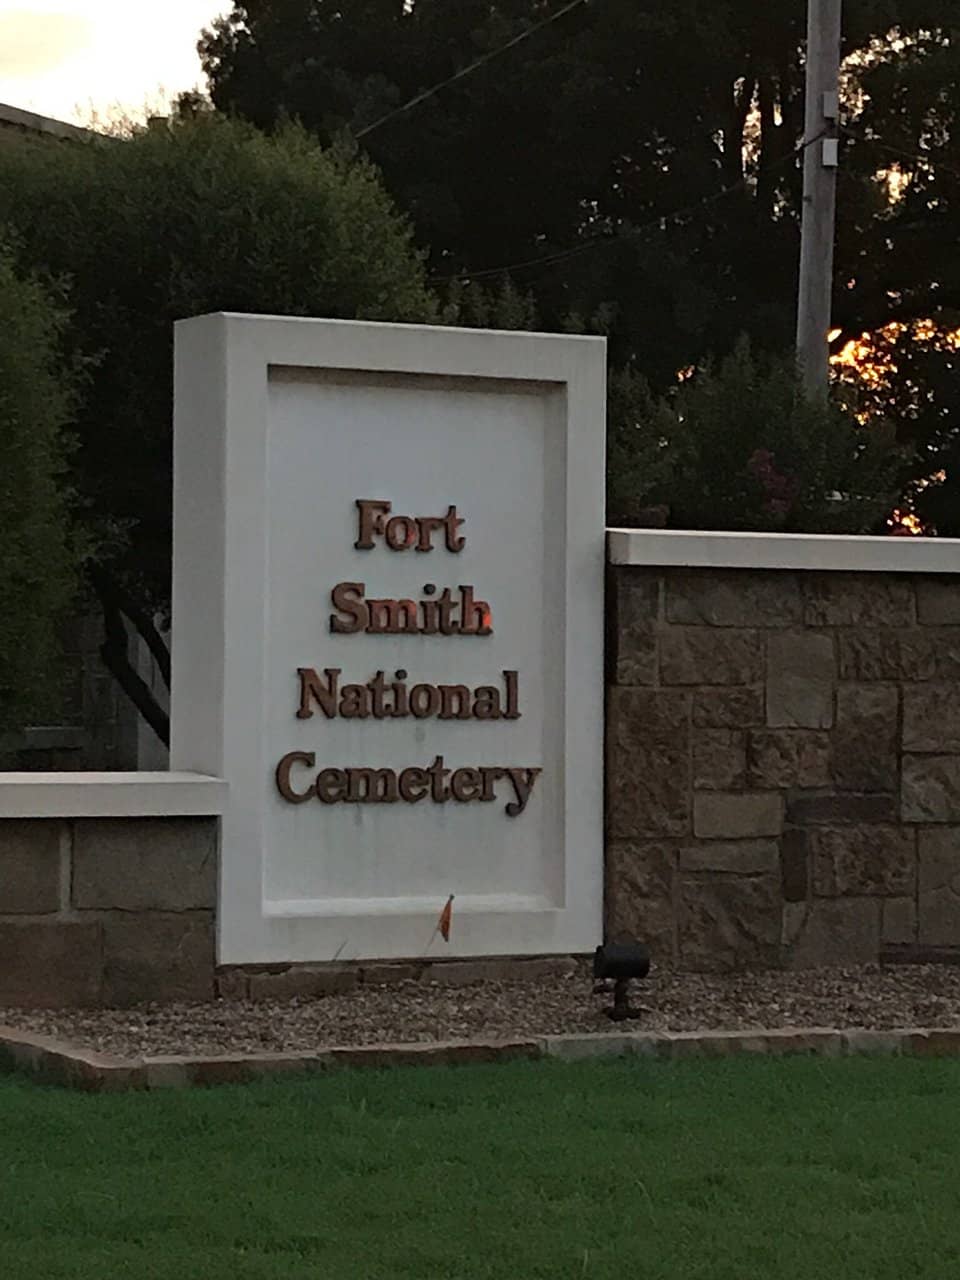 Fort
Smith
National
Cemetery